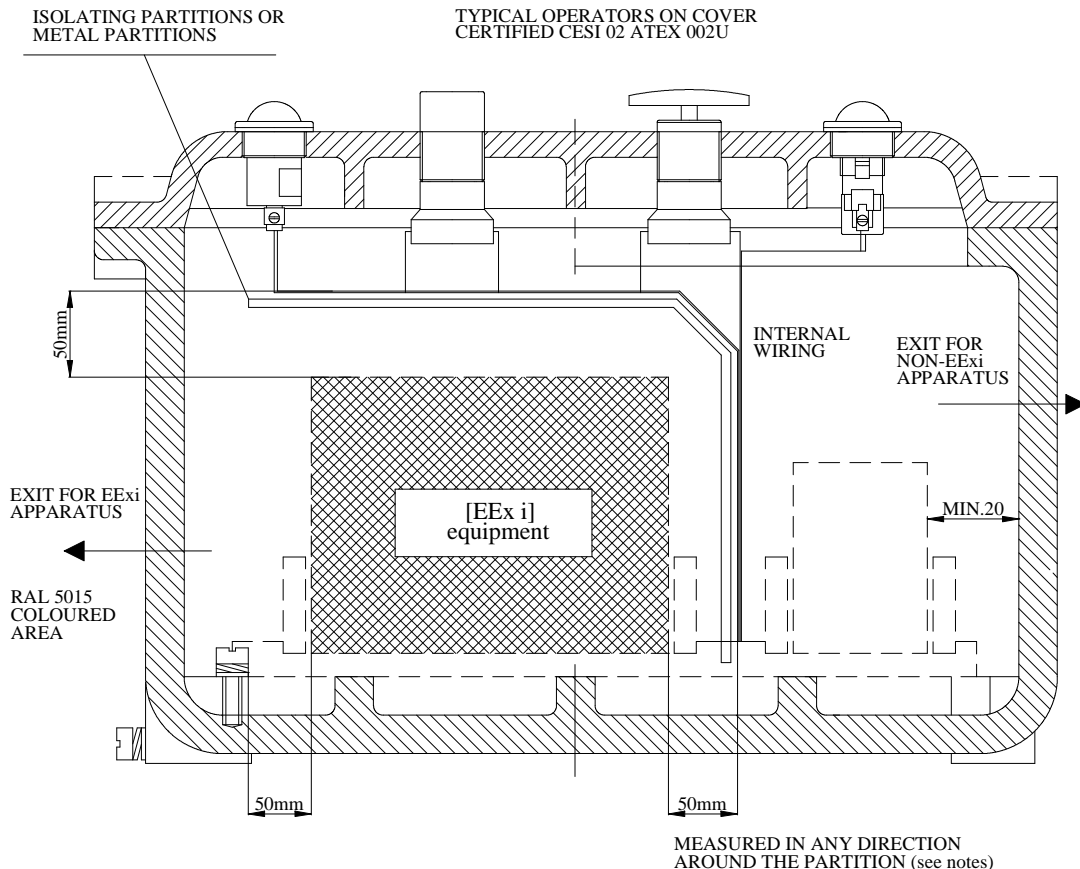 ISOLATING PARTITIONS OR
METAL PARTITIONS
TYPICAL OPERATORS ON COVER
CERTIFIED CESI 02 ATEX 002U
50mm
INTERNAL
WIRING
EXIT FOR
NON-EExi
APPARATUS
EXIT FOR EExi
APPARATUS
[EEx i]
equipment
MIN.20
RAL 5015
COLOURED
AREA
50mm
50mm
MEASURED IN ANY DIRECTION
AROUND THE PARTITION (see notes)